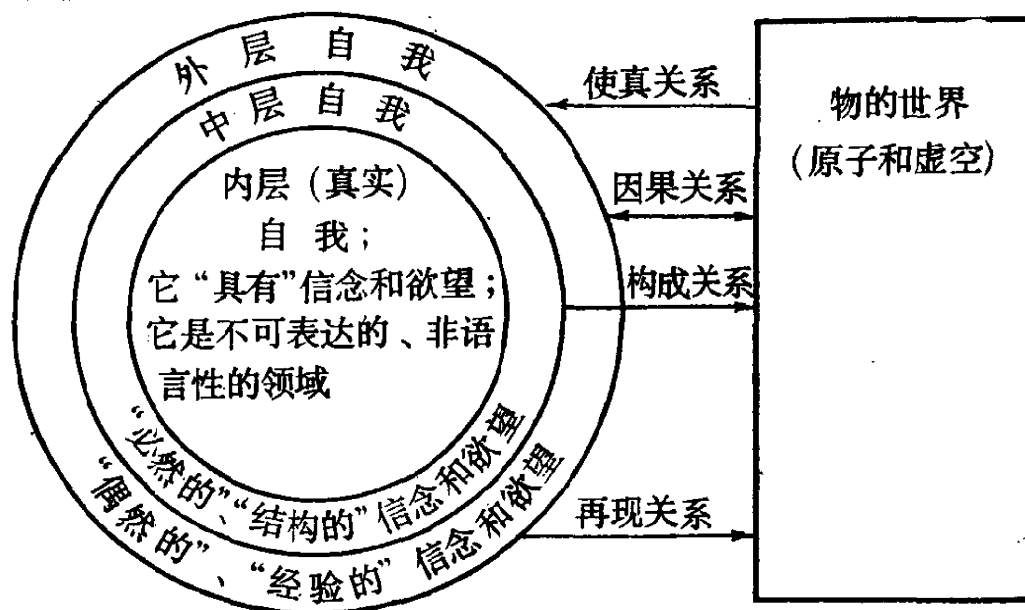 外层自我
中层自我
内层（真实）
自我；
它“具有”信念和欲望；
它是不可表达的、非语
言性的领域
“必然的”、“结构的”信念和欲望
“偶然的”、“经验的”信念和欲望
使真关系
因果关系
构成关系
再现关系
物的世界
（原子和虚空）